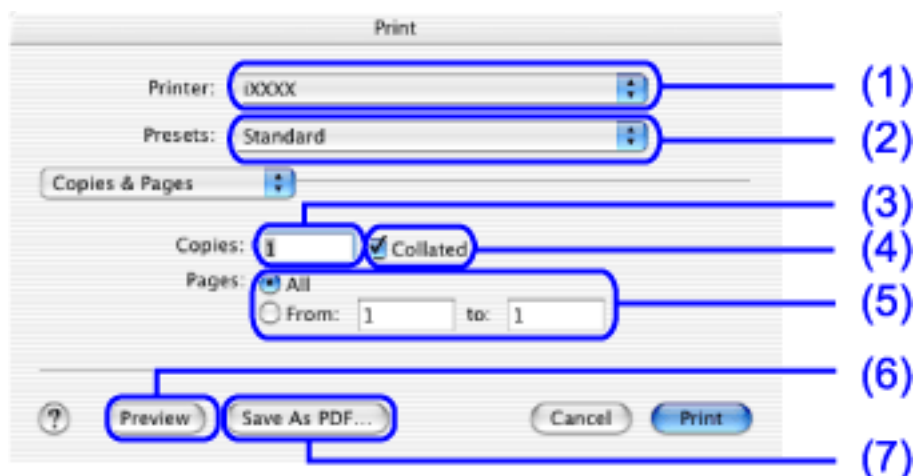 Print
Printer: iXXXX (1)
Presets: Standard (2)
Copies & Pages
(3)
Copies: 1 Collated (4)
Pages: All
From: 1 to: 1 (5)
(6)
? Preview Save As PDF... Cancel Print
(7)